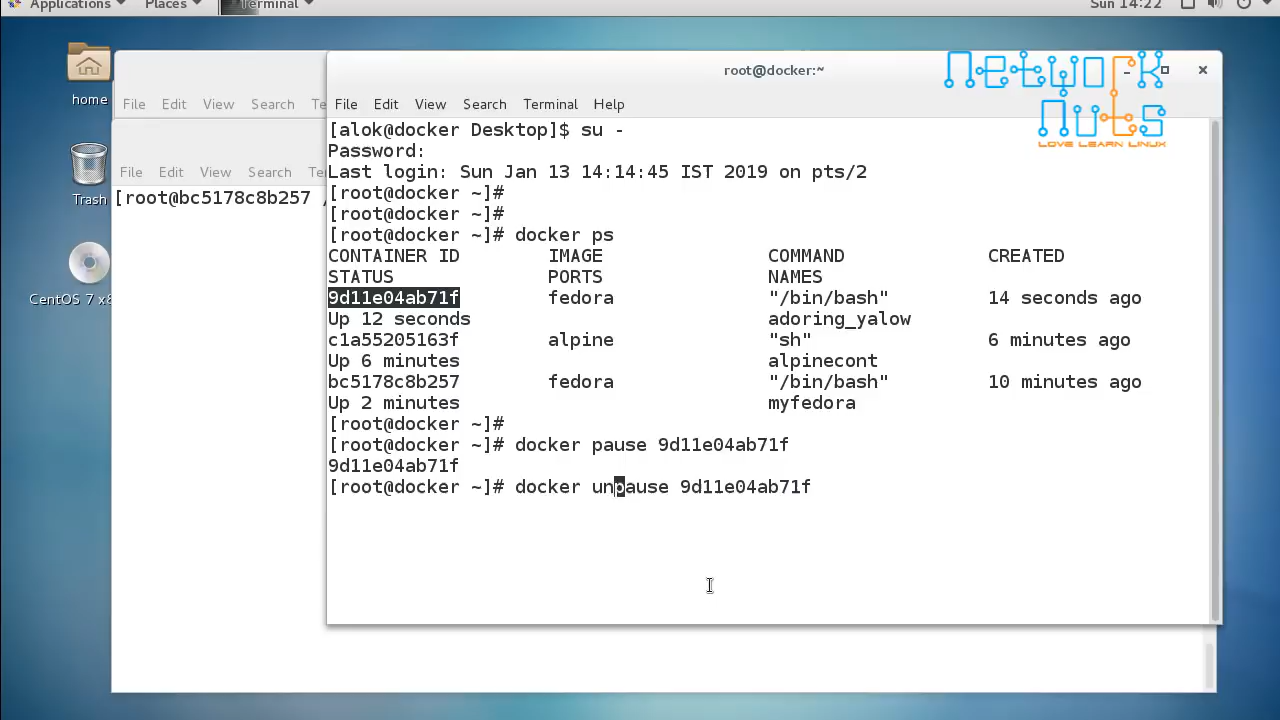 Applications Places Terminal Sun 14:22
home
Trash
CentOS 7 x8
File Edit View Search Te
File Edit View Search Te
[root@bc5178c8b257 /
root@docker:~
NETWORK
NUTS
LOVE LEARN LINUX
File Edit View Search Terminal Help
[alok@docker Desktop]$ su -
Password:
Last login: Sun Jan 13 14:14:45 IST 2019 on pts/2
[root@docker ~]#
[root@docker ~]#
[root@docker ~]# docker ps
CONTAINER ID IMAGE COMMAND CREATED
STATUS PORTS NAMES
9d11e04ab71f fedora "/bin/bash" 14 seconds ago
Up 12 seconds adoring_yalow
c1a55205163f alpine "sh" 6 minutes ago
Up 6 minutes alpinecont
bc5178c8b257 fedora "/bin/bash" 10 minutes ago
Up 2 minutes myfedora
[root@docker ~]#
[root@docker ~]# docker pause 9d11e04ab71f
9d11e04ab71f
[root@docker ~]# docker unpause 9d11e04ab71f